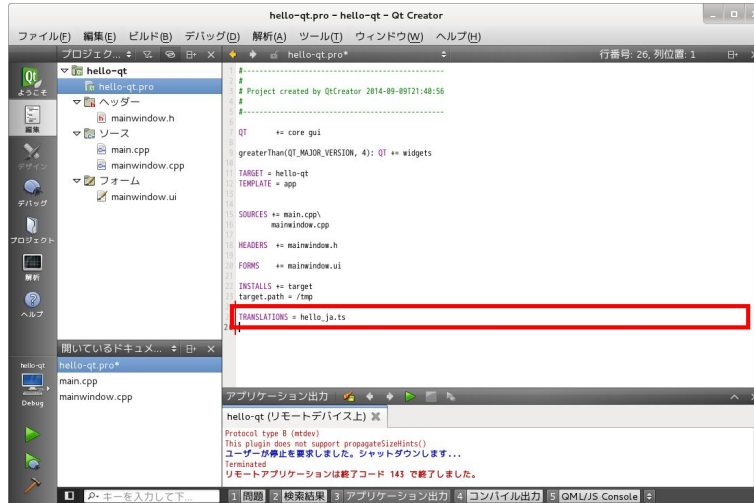 hello-qt.pro - hello-qt - Qt Creator
ファイル(F) 編集(E) ビルド(B) デバッグ(D) 解析(A) ツール(T) ウィンドウ(W) ヘルプ(H)
プロジェク... hello-qt.pro* 行番号: 26, 列位置: 1
ようこそ
編集
デザイン
デバッグ
プロジェクト
解析
ヘルプ
hello-qt
Debug
hello-qt
hello-qt.pro
ヘッダー
mainwindow.h
ソース
main.cpp
mainwindow.cpp
フォーム
mainwindow.ui
開いているドキュメ...
hello-qt.pro*
main.cpp
mainwindow.cpp
#-------------------------------------------------
#
# Project created by QtCreator 2014-09-09T21:40:56
#
#-------------------------------------------------
QT += core gui
greaterThan(QT_MAJOR_VERSION, 4): QT += widgets
TARGET = hello-qt
TEMPLATE = app
SOURCES += main.cpp\
mainwindow.cpp
HEADERS += mainwindow.h
FORMS += mainwindow.ui
INSTALLS += target
target.path = /tmp
TRANSLATIONS = hello_ja.ts
アプリケーション出力
hello-qt (リモートデバイス上)
Protocol type B (mtdev)
This plugin does not support propagateSizeHints()
ユーザーが停止を要求しました。シャットダウンします...
Terminated
リモートアプリケーションは終了コード 143 で終了しました。
キーを入力して下... 1 問題 2 検索結果 3 アプリケーション出力 4 コンパイル出力 5 QML/JS Console